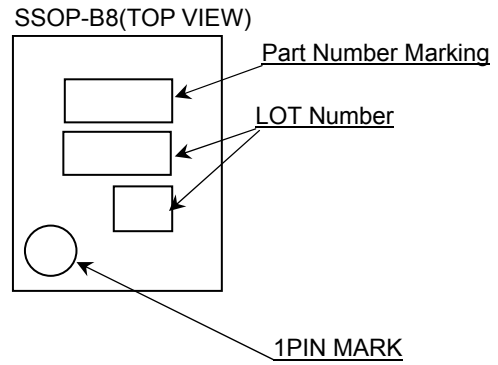 SSOP-B8(TOP VIEW)
Part Number Marking
LOT Number
1PIN MARK